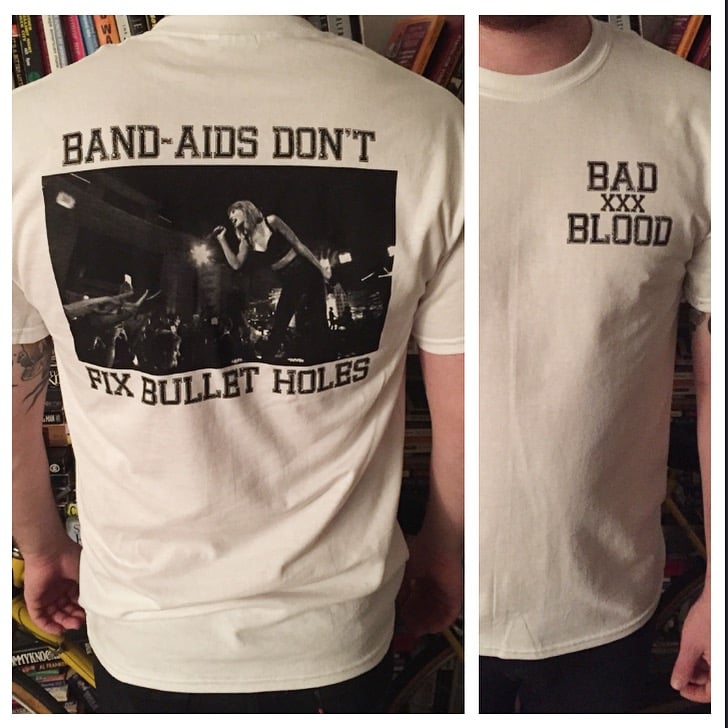 BAND-AIDS DON'T
FIX BULLET HOLES
BAD
XXX
BLOOD